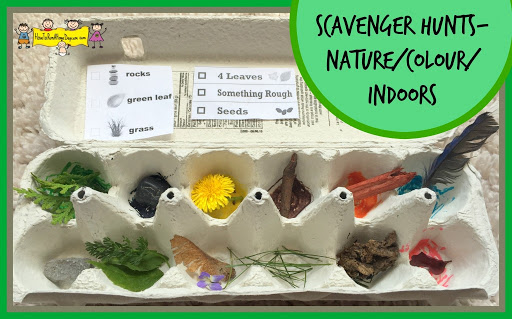 SCAVENGER HUNTS-
NATURE/COLOUR/
INDOORS
rocks
green leaf
grass
4 Leaves
Something Rough
Seeds